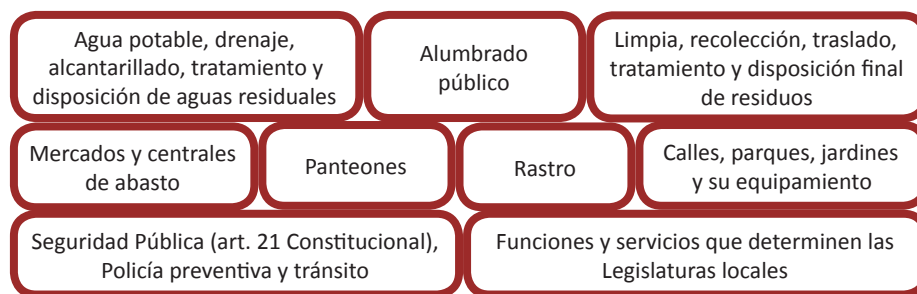 Agua potable, drenaje,
alcantarillado, tratamiento y
disposición de aguas residuales
Alumbrado
público
Limpia, recolección, traslado,
tratamiento y disposición final
de residuos
Mercados y centrales
de abasto
Panteones
Rastro
Calles, parques, jardines
y su equipamiento
Seguridad Pública (art. 21 Constitucional),
Policía preventiva y tránsito
Funciones y servicios que determinen las
Legislaturas locales